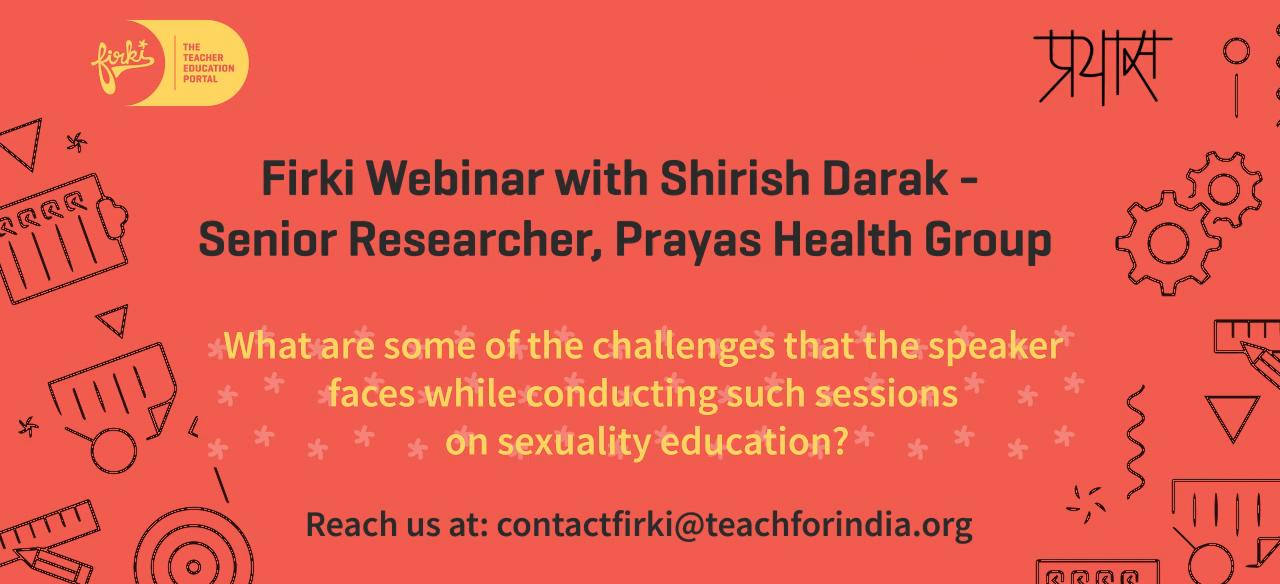 firki
THE
TEACHER
EDUCATION
PORTAL
प्रयास
Firki Webinar with Shirish Darak -
Senior Researcher, Prayas Health Group
What are some of the challenges that the speaker
faces while conducting such sessions
on sexuality education?
Reach us at: contactfirki@teachforindia.org